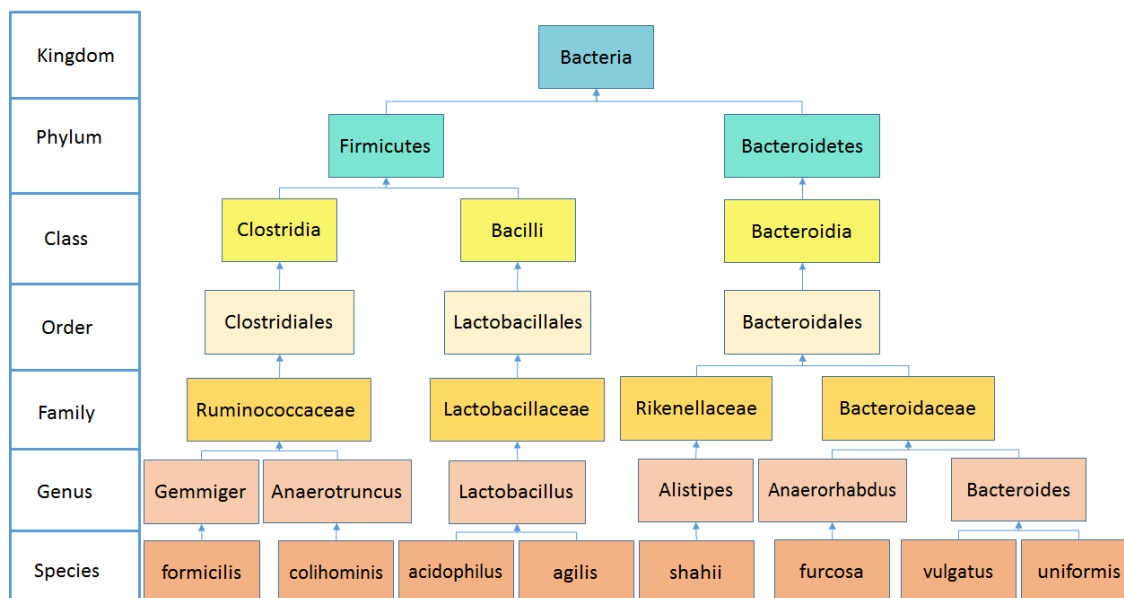 Kingdom
Bacteria
Phylum
Firmicutes
Bacteroidetes
Class
Clostridia
Bacilli
Bacteroidia
Order
Clostridiales
Lactobacillales
Bacteroidales
Family
Ruminococcaceae
Lactobacillaceae
Rikenellaceae
Bacteroidaceae
Genus
Gemmiger
Anaerotruncus
Lactobacillus
Alistipes
Anaerorhabdus
Bacteroides
Species
formicilis
colihominis
acidophilus
agilis
shahii
furcosa
vulgatus
uniformis